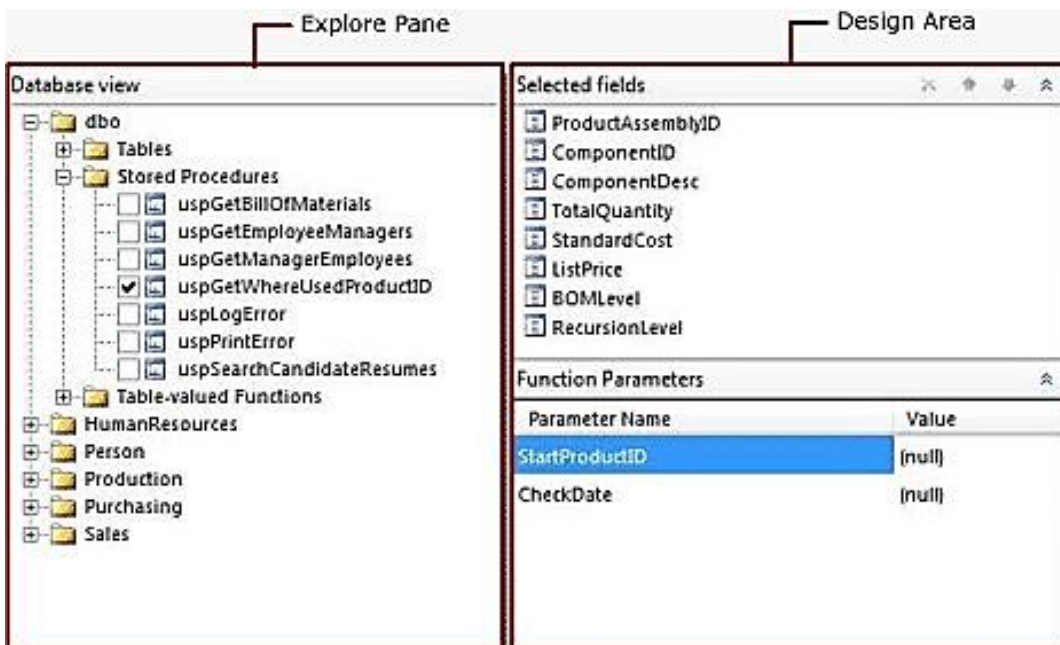 Explore Pane
Design Area
Database view
dbo
Tables
Stored Procedures
uspGetBillOfMaterials
uspGetEmployeeManagers
uspGetManagerEmployees
uspGetWhereUsedProductID
uspLogError
uspPrintError
uspSearchCandidateResumes
Table-valued Functions
HumanResources
Person
Production
Purchasing
Sales
Selected fields
ProductAssemblyID
ComponentID
ComponentDesc
TotalQuantity
StandardCost
ListPrice
BOMLevel
RecursionLevel
Function Parameters
Parameter Name Value
StartProductID (null)
CheckDate (null)